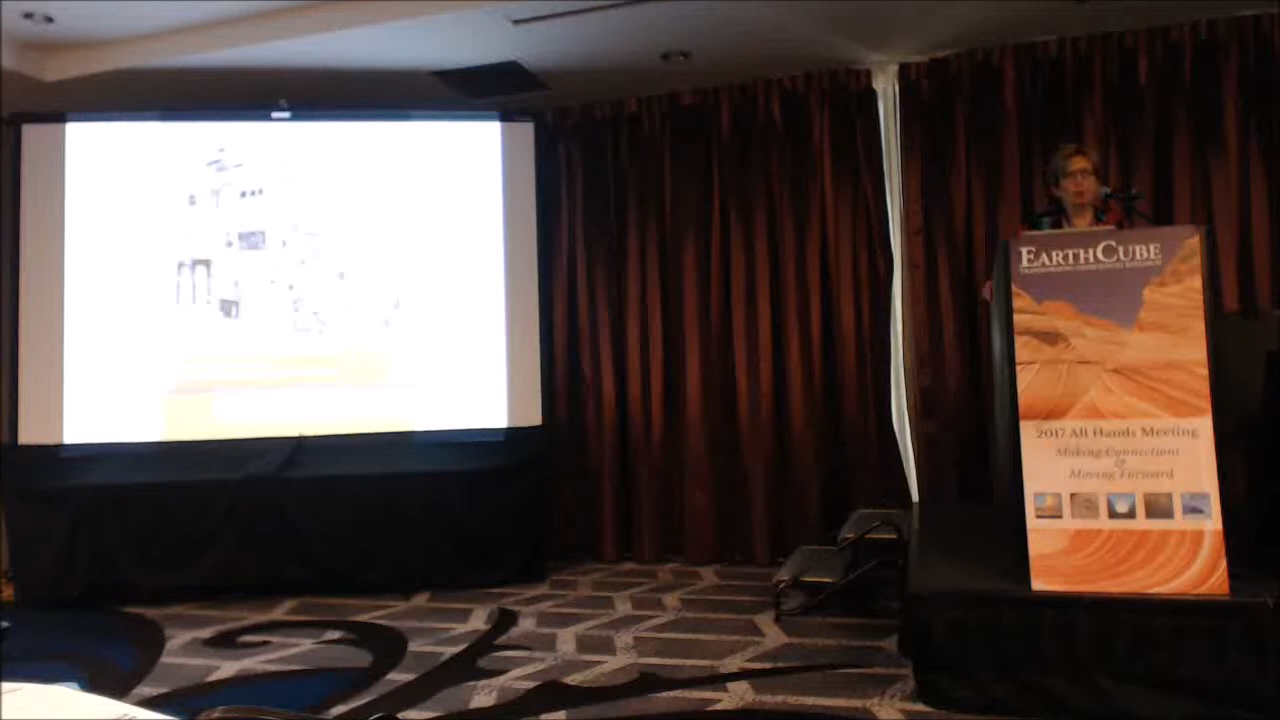 EARTHCUBE
2017 All Hands Meeting
Making Connections
&
Moving Forward